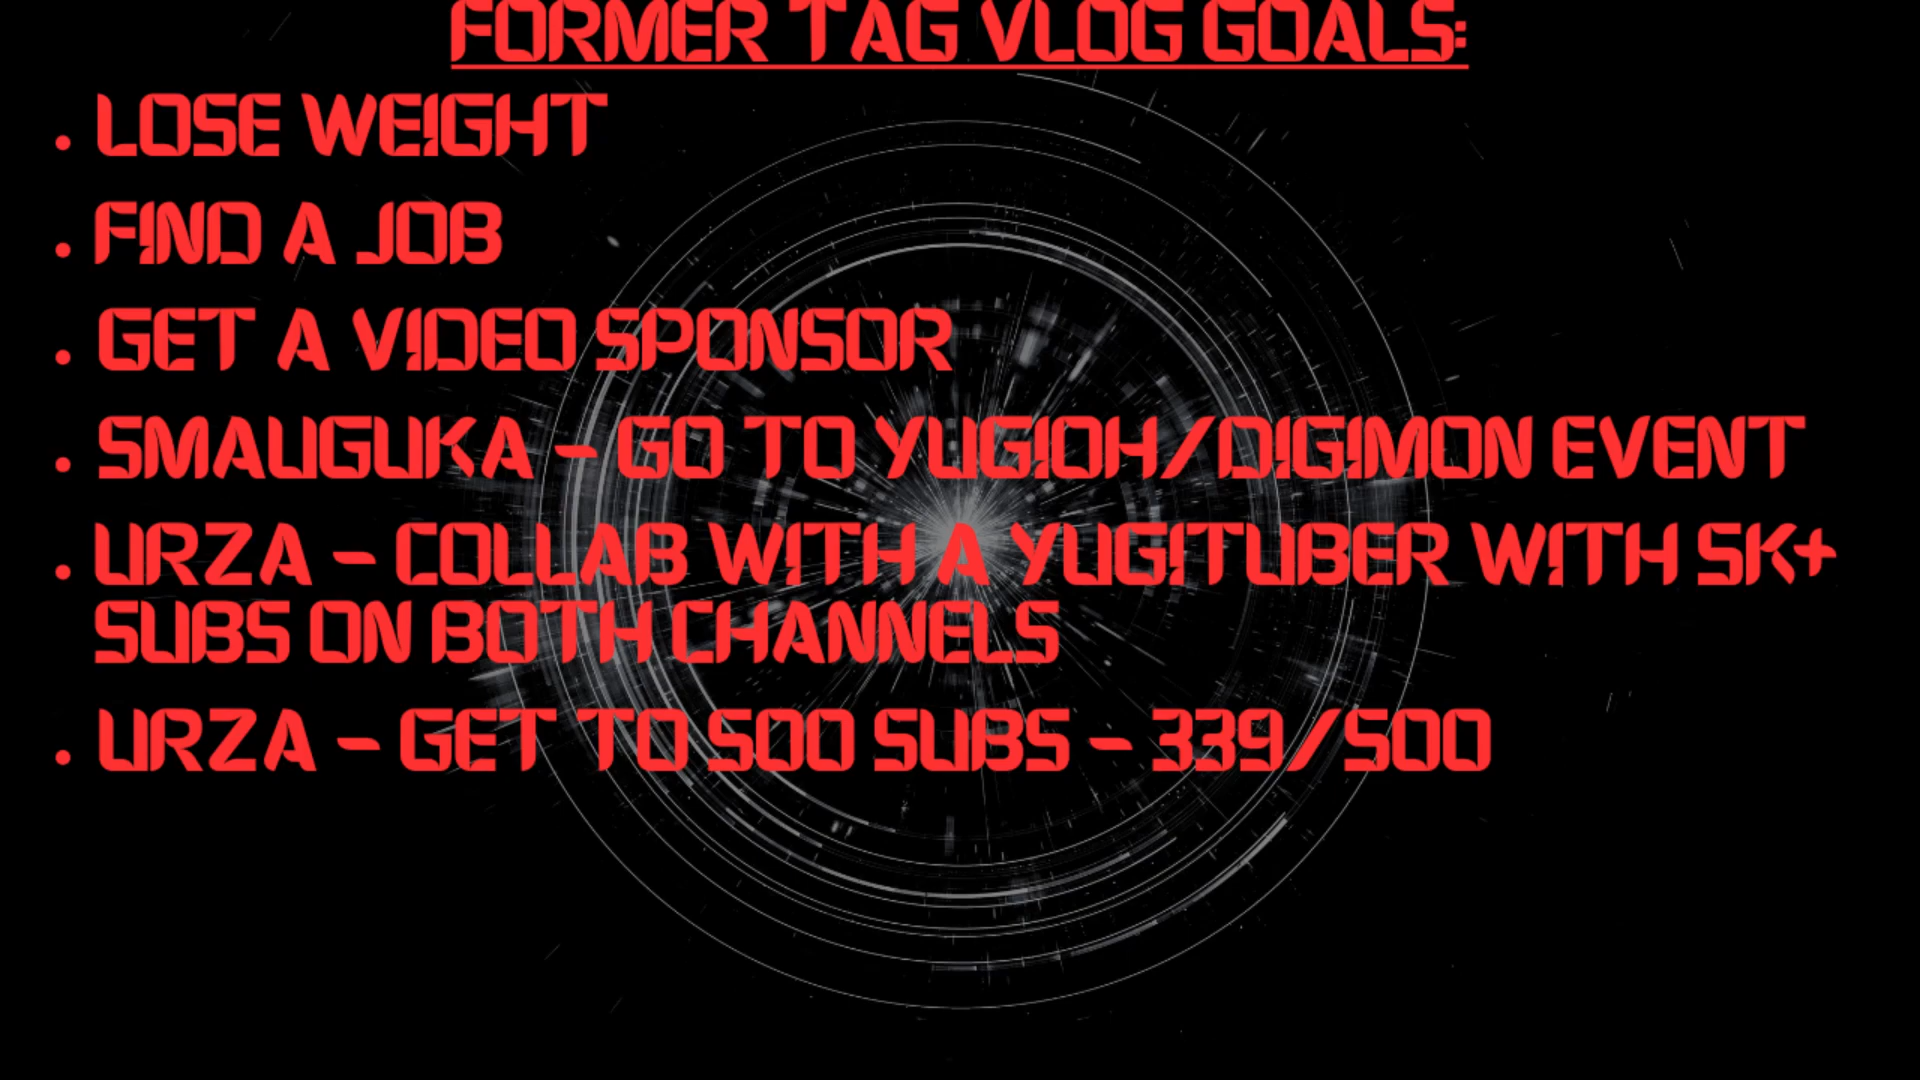 FORMER TAG VLOG GOALS:
• LOSE WEIGHT
• FIND A JOB
• GET A VIDEO SPONSOR
• SMAUGUKA - GO TO YUGIOH/DIGIMON EVENT
• URZA - COLLAB WITH A YUGITUBER WITH 5K+
SUBS ON BOTH CHANNELS
• URZA - GET TO 500 SUBS - 339/500